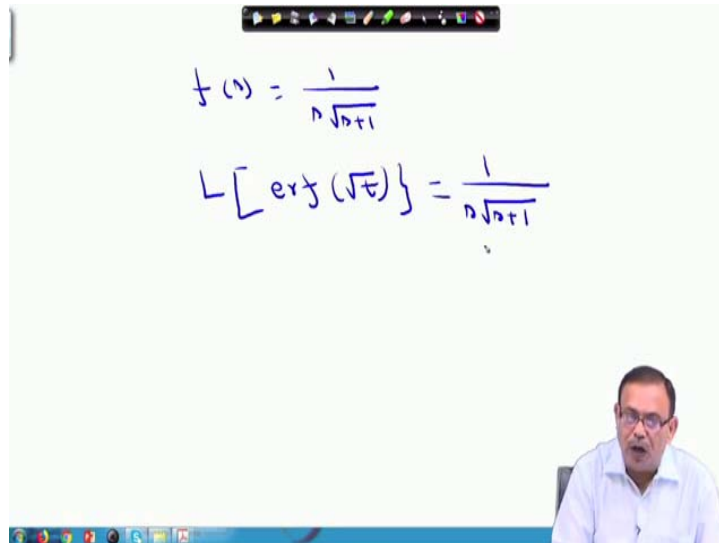 f(s) = 1 / s√s+1
L[erf(√t)} = 1 / s√s+1